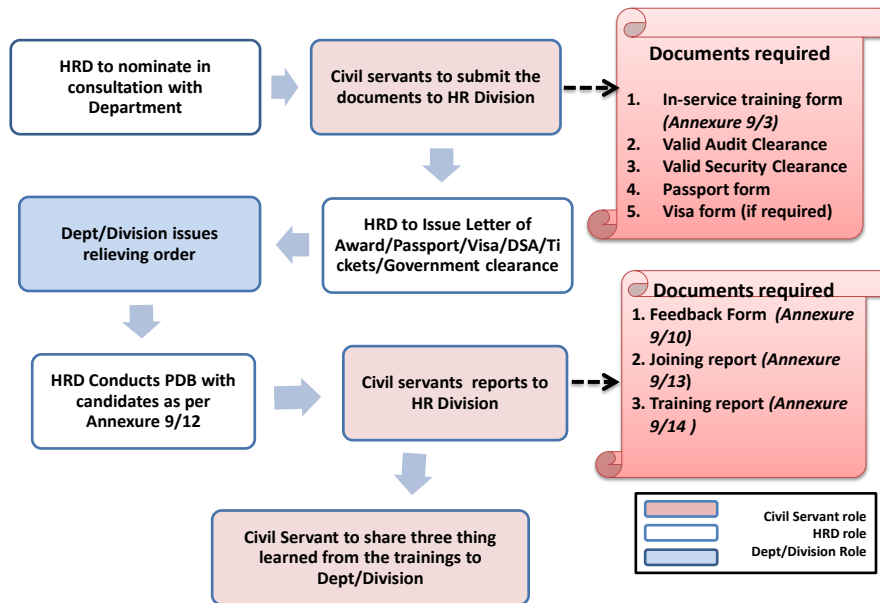 HRD to nominate in
consultation with
Department
Civil servants to submit the
documents to HR Division
Documents required
1. In-service training form
(Annexure 9/3)
2. Valid Audit Clearance
3. Valid Security Clearance
4. Passport form
5. Visa form (if required)
Dept/Division issues
relieving order
HRD to Issue Letter of
Award/Passport/Visa/DSA/Ti
ckets/Government clearance
Documents required
1. Feedback Form (Annexure
9/10)
2. Joining report (Annexure
9/13)
3. Training report (Annexure
9/14 )
HRD Conducts PDB with
candidates as per
Annexure 9/12
Civil servants reports to
HR Division
Civil Servant to share three thing
learned from the trainings to
Dept/Division
Civil Servant role
HRD role
Dept/Division Role